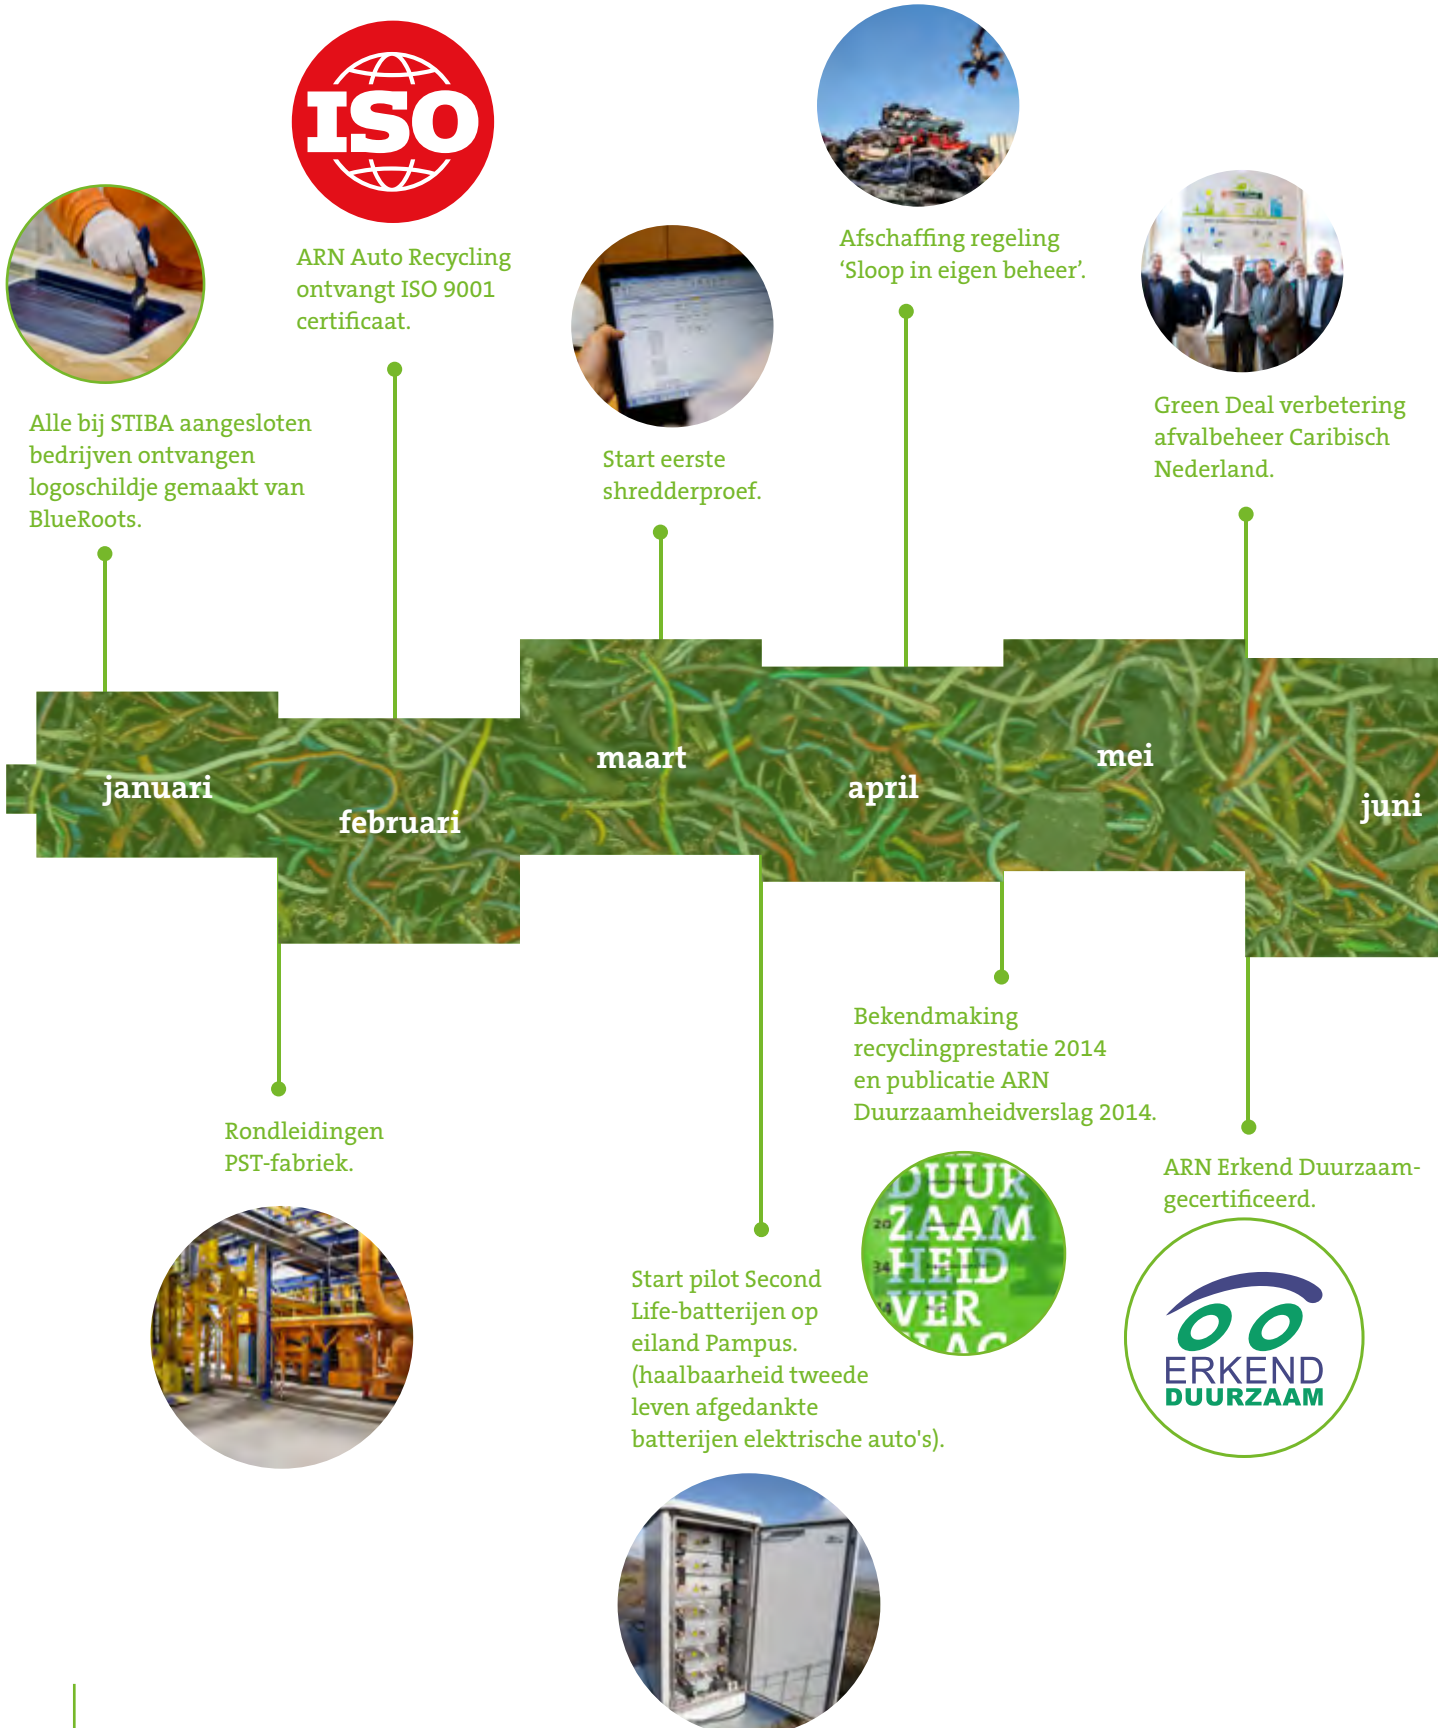 ISO
ARN Auto Recycling
ontvangt ISO 9001
certificaat.
Afschaffing regeling
‘Sloop in eigen beheer’.
Alle bij STIBA aangesloten
bedrijven ontvangen
logoschildje gemaakt van
BlueRoots.
Start eerste
shredderproef.
Green Deal verbetering
afvalbeheer Caribisch
Nederland.
januari
februari
maart
april
mei
juni
Rondleidingen
PST-fabriek.
Start pilot Second
Life-batterijen op
eiland Pampus.
(haalbaarheid tweede
leven afgedankte
batterijen elektrische auto's).
Bekendmaking
recyclingprestatie 2014
en publicatie ARN
Duurzaamheidverslag 2014.
DUUR
20 ZAAM
34 HEID
VER
ARN Erkend Duurzaam-
gecertificeerd.
ERKEND
DUURZAAM